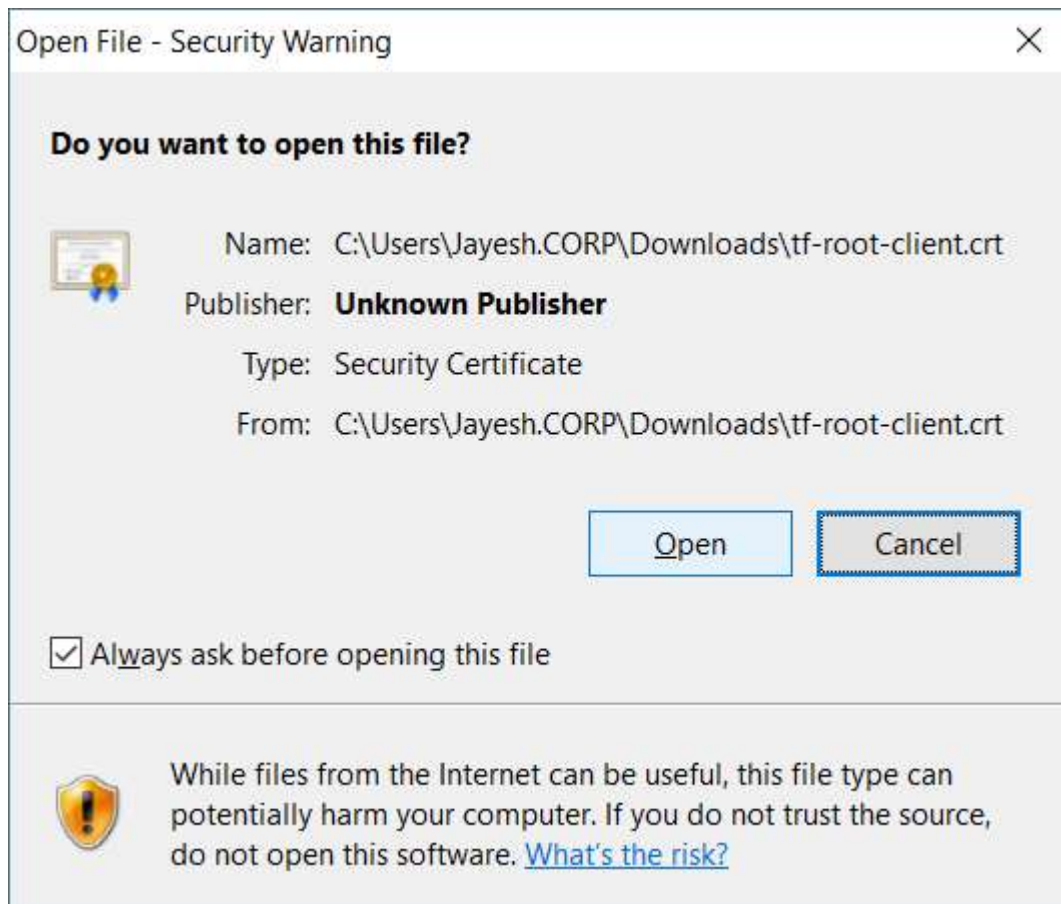 Open File - Security Warning
Do you want to open this file?
Name: C:\Users\Jayesh.CORP\Downloads\tf-root-client.crt
Publisher: Unknown Publisher
Type: Security Certificate
From: C:\Users\Jayesh.CORP\Downloads\tf-root-client.crt
Open Cancel
Always ask before opening this file
While files from the Internet can be useful, this file type can
potentially harm your computer. If you do not trust the source,
do not open this software. What's the risk?